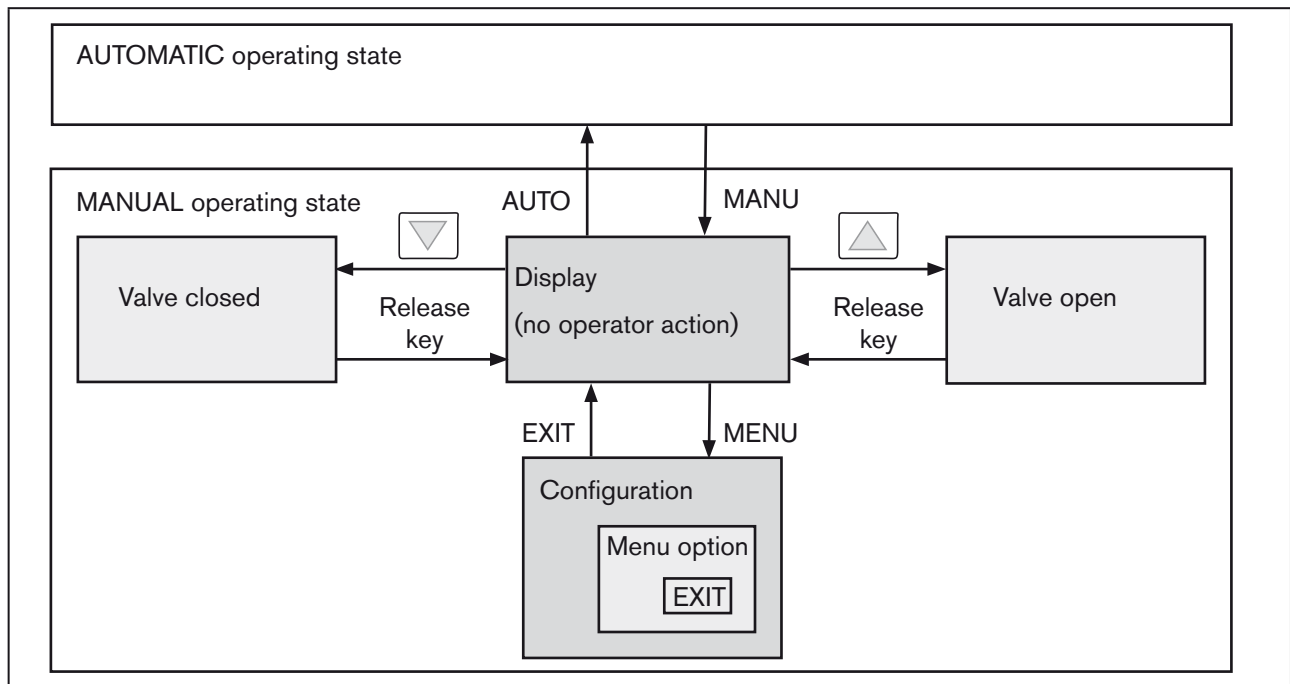 AUTOMATIC operating state
MANUAL operating state
AUTO
MANU
Valve closed
Release
key
Display
(no operator action)
Release
key
Valve open
EXIT
MENU
Configuration
Menu option
EXIT